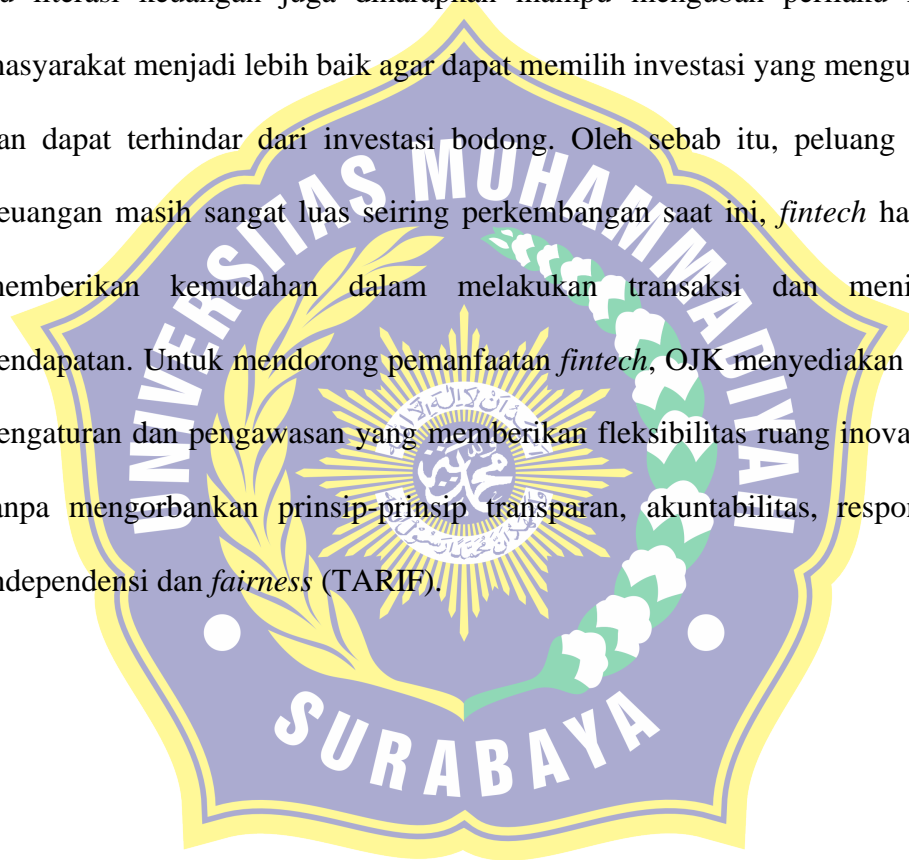 literasi keuangan juga diharapkan mampu mengubah perilaku
masyarakat menjadi lebih baik agar dapat memilih investasi yang mengu
an dapat terhindar dari investasi bodong. Oleh sebab itu, peluang
euangan masih sangat luas seiring perkembangan saat ini, fintech ha
memberikan kemudahan dalam melakukan transaksi dan meni
endapatan. Untuk mendorong pemanfaatan fintech, OJK menyediakan
engaturan dan pengawasan yang memberikan fleksibilitas ruang inova
anpa mengorbankan prinsip-prinsip transparan, akuntabilitas, respon
ndependensi dan fairness (TARIF).
UNIVERSITAS MUHAMMADIYAH
SURABAYA